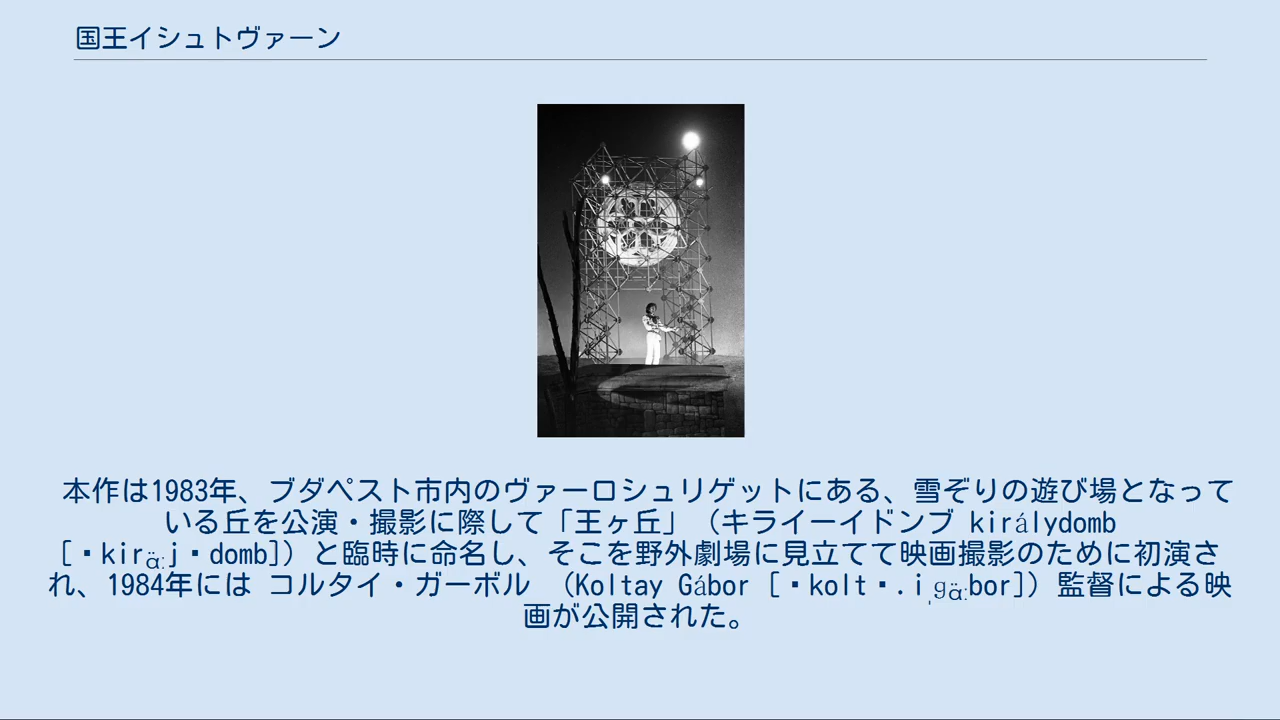 国王イシュトヴァーン
本作は1983年、ブダペスト市内のヴァーロシュリゲットにある、雪ぞりの遊び場となって
いる丘を公演・撮影に際して「王ヶ丘」（キライーイドンブ királydomb
[▪kirɑ̈ːj▪domb]）と臨時に命名し、そこを野外劇場に見立てて映画撮影のために初演さ
れ、1984年には コルタイ・ガーボル （Koltay Gábor [▪kolt▪.iˌgɑ̈ːbor]）監督による映
画が公開された。